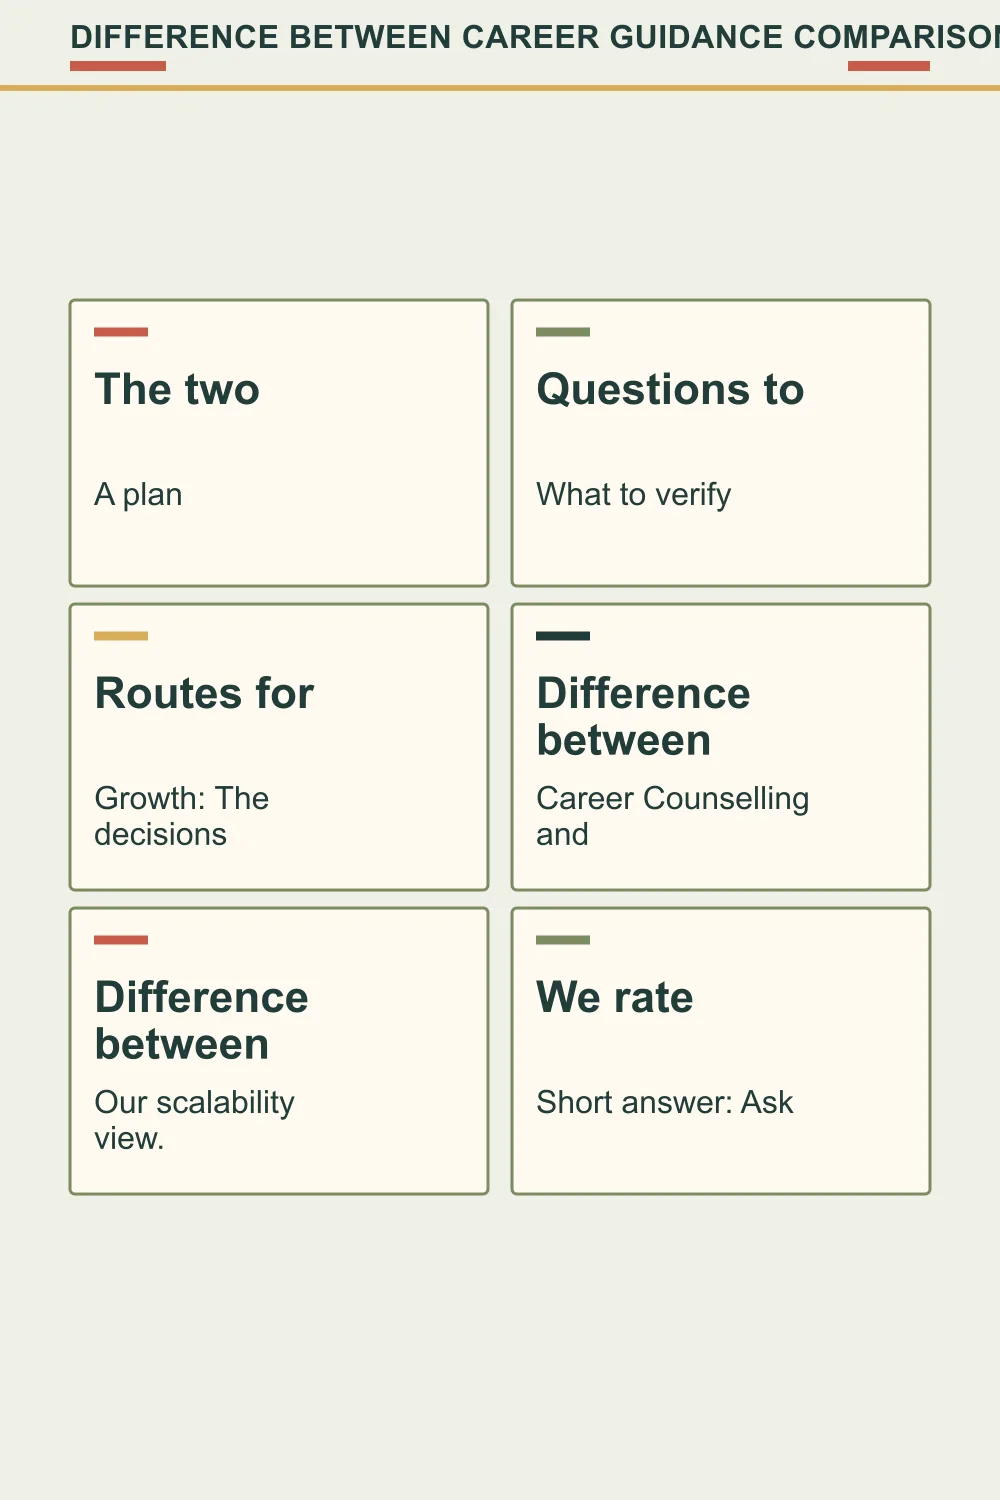 DIFFERENCE BETWEEN CAREER GUIDANCE COMPARISON
The two
A plan
Questions to
What to verify
Routes for
Growth: The
decisions
Difference
between
Career Counselling
and
Difference
between
Our scalability
view.
We rate
Short answer: Ask